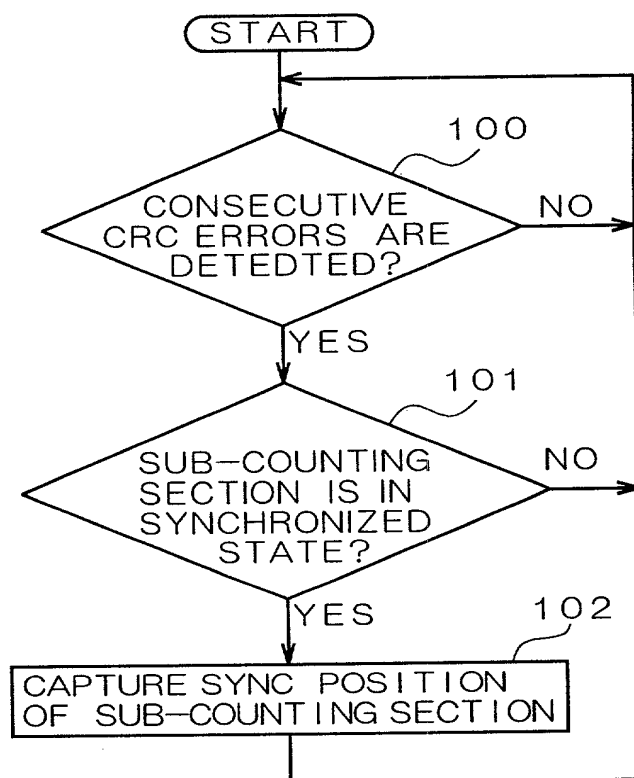 START
100
CONSECUTIVE
CRC ERRORS ARE
DETEDTED?
NO
YES
101
SUB-COUNTING
SECTION IS IN
SYNCHRONIZED
STATE?
NO
YES
102
CAPTURE SYNC POSITION
OF SUB-COUNTING SECTION